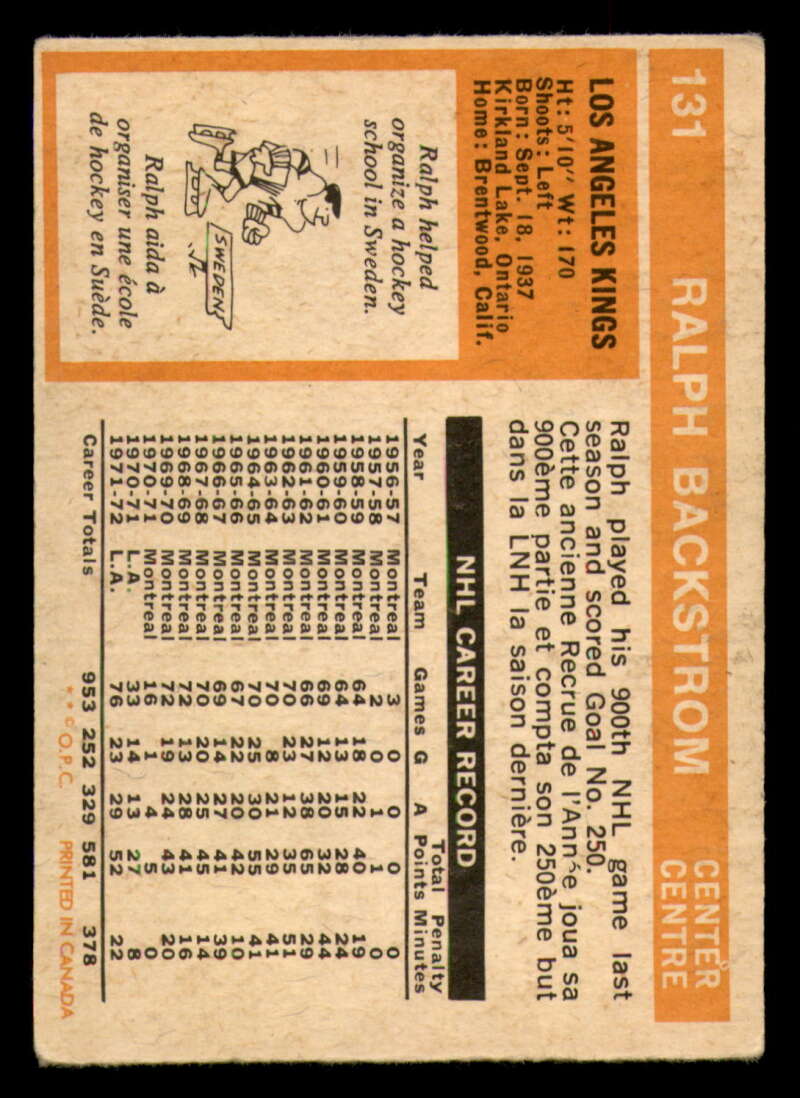 131 RALPH BACKSTROM CENTER
CENTRE
LOS ANGELES KINGS
Ht: 5'10" Wt: 170
Shoots: Left
Born: Sept. 18, 1937
Kirkland Lake, Ontario
Home: Brentwood, Calif.
SWEDEN
Ralph helped
organize a hockey
school in Sweden.
Ralph aida à
organiser une école
de hockey en Suède.
Ralph played his 900th NHL game last
season and scored Goal No. 250.
Cette ancienne Recrue de l'Année joua sa
900ème partie et compta son 250ème but
dans la LNH la saison dernière.
NHL CAREER RECORD
Total Penalty
Year Team Games G A Points Minutes
1956-57 Montreal 3 0 0 0 0
1957-58 Montreal 2 0 1 1 0
1958-59 Montreal 64 18 22 40 19
1959-60 Montreal 64 13 15 28 24
1960-61 Montreal 69 12 20 32 44
1961-62 Montreal 66 27 38 65 29
1962-63 Montreal 70 23 12 35 51
1963-64 Montreal 70 8 21 29 41
1964-65 Montreal 70 25 30 55 41
1965-66 Montreal 67 22 20 42 10
1966-67 Montreal 69 14 27 41 39
1967-68 Montreal 70 20 25 45 14
1968-69 Montreal 72 13 28 41 16
1969-70 Montreal 72 19 24 43 20
1970-71 Montreal 16 1 4 5 0
1970-71 L.A. 33 14 13 27 8
1971-72 L.A. 76 23 29 52 22
Career Totals 953 252 329 581 378
* * © O.P.C. PRINTED IN CANADA